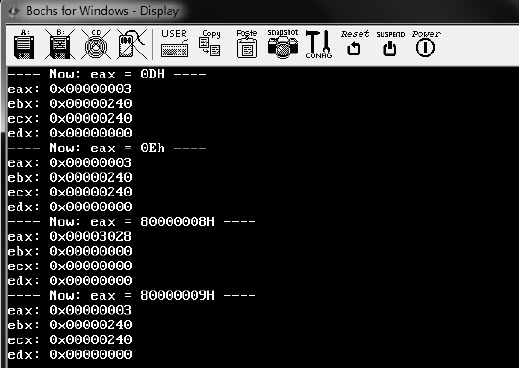 Bochs for Windows - Display
A: B: CD USER Copy Paste snapshot CONFIG Reset SUSPEND Power
---- Now: eax = 0DH ----
eax: 0x00000003
ebx: 0x00000240
ecx: 0x00000240
edx: 0x00000000
---- Now: eax = 0Eh ----
eax: 0x00000003
ebx: 0x00000240
ecx: 0x00000240
edx: 0x00000000
---- Now: eax = 80000008H ----
eax: 0x00003028
ebx: 0x00000000
ecx: 0x00000000
edx: 0x00000000
---- Now: eax = 80000009H ----
eax: 0x00000003
ebx: 0x00000240
ecx: 0x00000240
edx: 0x00000000